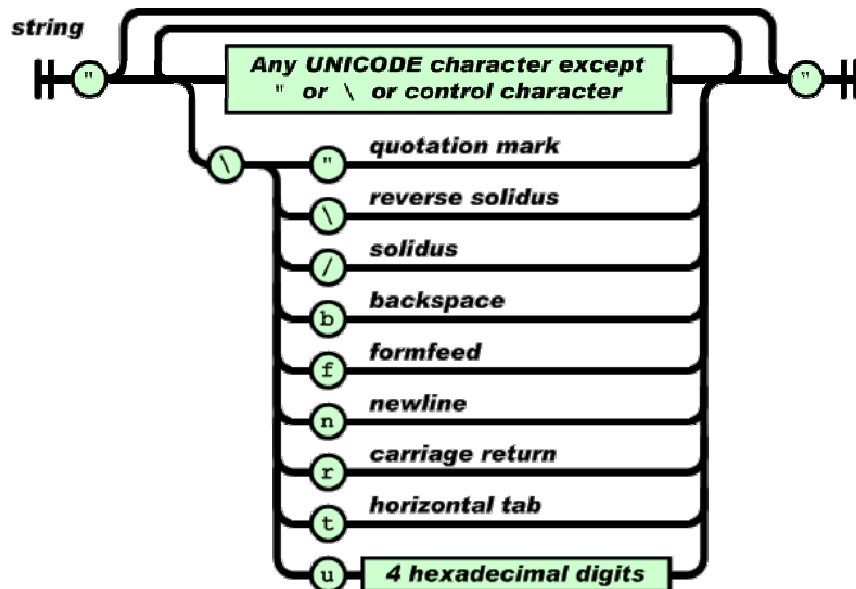 string
" Any UNICODE character except "
" or \ or control character
\ " quotation mark
\ reverse solidus
/ solidus
b backspace
f formfeed
n newline
r carriage return
t horizontal tab
u 4 hexadecimal digits